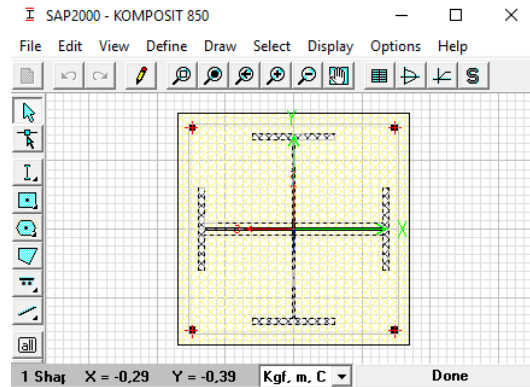 SAP2000 - KOMPOSIT 850
File Edit View Define Draw Select Display Options Help
S
Y
X
all
1 Shap X = -0,29 Y = -0,39 Kgf, m, C Done